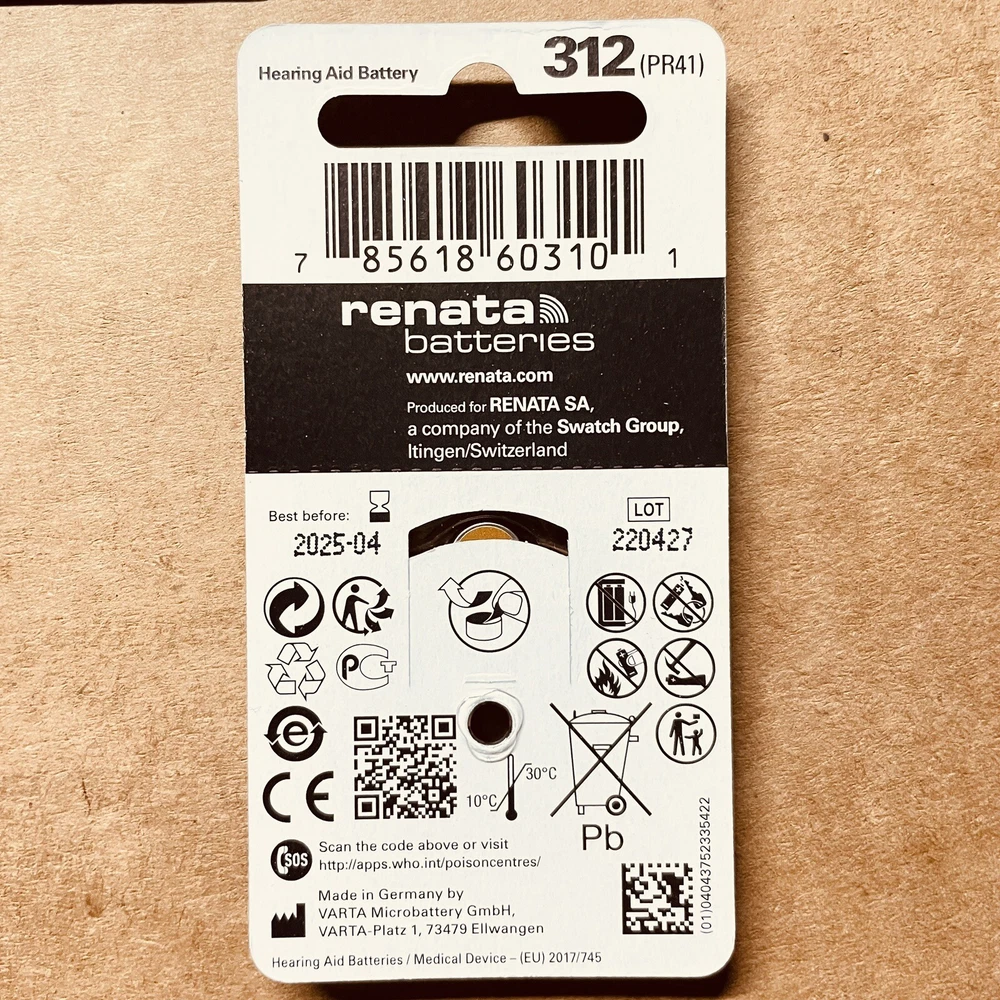 Hearing Aid Battery
312 (PR41)
7 85618 60310 1
renata
batteries
www.renata.com
Produced for RENATA SA,
a company of the Swatch Group,
Itingen/Switzerland
Best before:
2025-04
LOT
220427
PCT
e
CE
30°C
10°C
Pb
SOS
Scan the code above or visit
http://apps.who.int/poisoncentres/
Made in Germany by
VARTA Microbattery GmbH,
VARTA-Platz 1, 73479 Ellwangen
(01)04043752335422
Hearing Aid Batteries / Medical Device – (EU) 2017/745